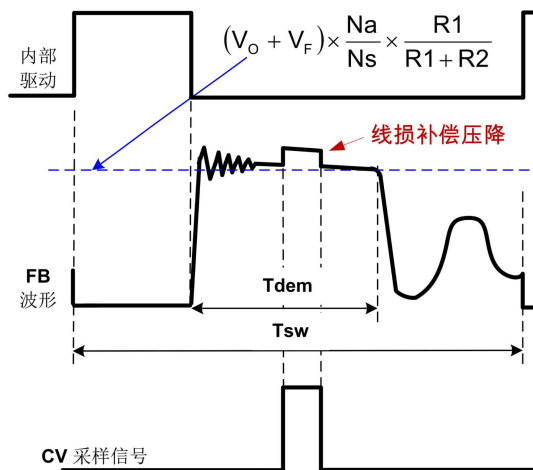 (V_O + V_F) × Na/Ns × R1/(R1 + R2)
内部
驱动
线损补偿压降
FB
波形
Tdem
Tsw
CV 采样信号